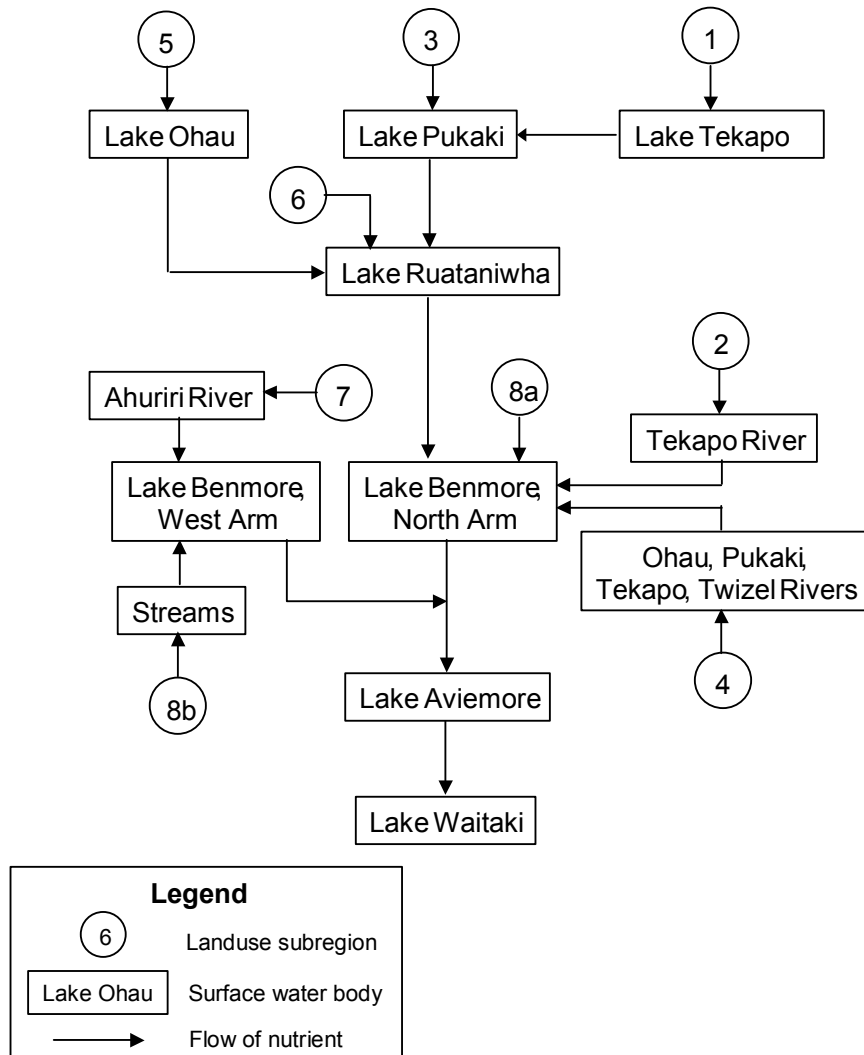 5
3
1
Lake Ohau
Lake Pukaki
Lake Tekapo
6
Lake Ruataniwha
2
8a
Ahuriri River
7
Tekapo River
Lake Benmore,
West Arm
Lake Benmore,
North Arm
Ohau, Pukaki,
Tekapo, Twizel Rivers
Streams
8b
4
Lake Aviemore
Lake Waitaki
Legend
6
Landuse subregion
Lake Ohau
Surface water body
Flow of nutrient